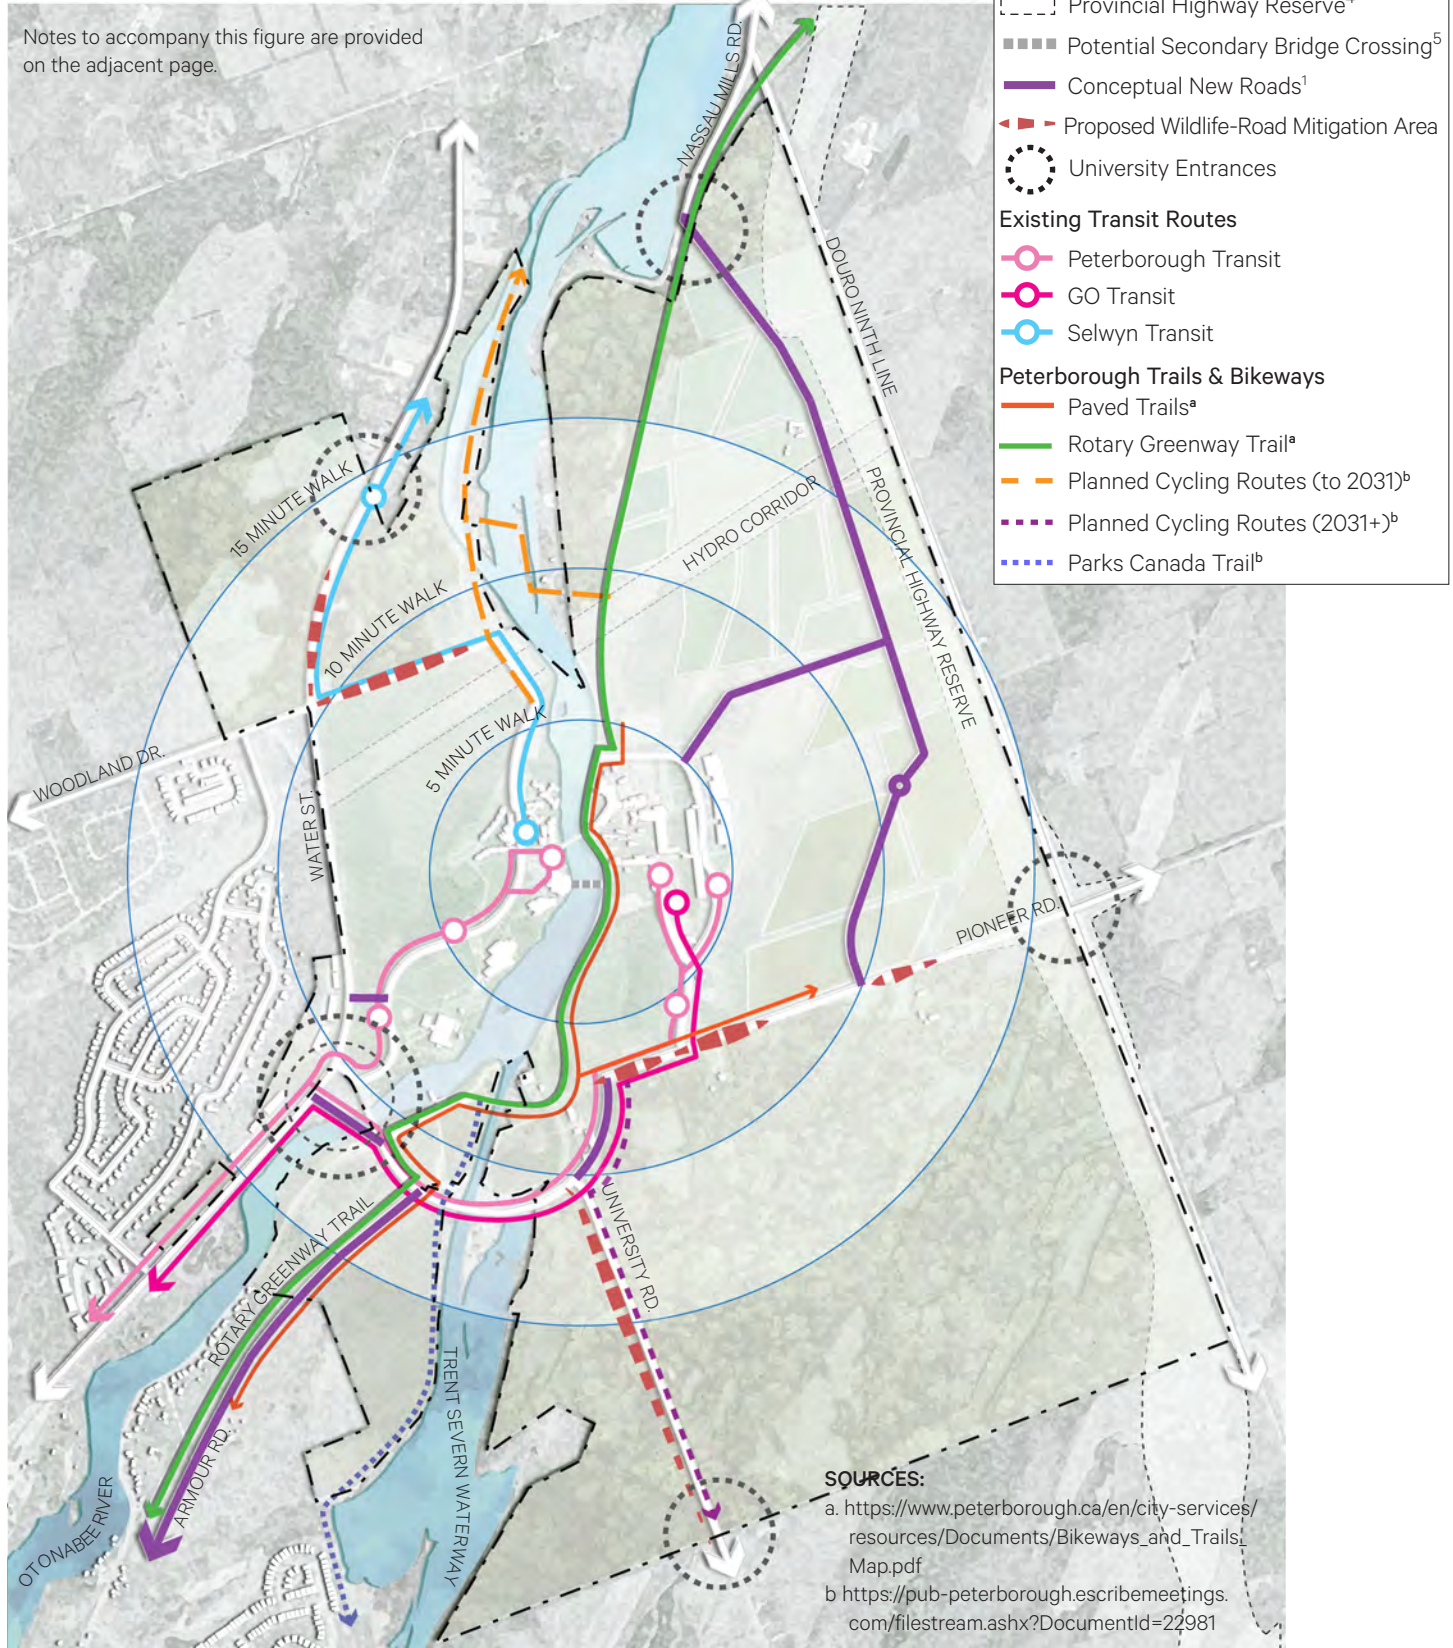 Notes to accompany this figure are provided
on the adjacent page.
Provincial Highway Reserve⁴
Potential Secondary Bridge Crossing⁵
Conceptual New Roads¹
Proposed Wildlife-Road Mitigation Area
University Entrances
Existing Transit Routes
Peterborough Transit
GO Transit
Selwyn Transit
Peterborough Trails & Bikeways
Paved Trailsᵃ
Rotary Greenway Trailᵃ
Planned Cycling Routes (to 2031)ᵇ
Planned Cycling Routes (2031+)ᵇ
Parks Canada Trailᵇ
NASSAU MILLS RD.
DOURO NINTH LINE
15 MINUTE WALK
HYDRO CORRIDOR
PROVINCIAL HIGHWAY RESERVE
10 MINUTE WALK
5 MINUTE WALK
WOODLAND DR.
WATER ST.
PIONEER RD.
UNIVERSITY RD.
ROTARY GREENWAY TRAIL
TRENT SEVERN WATERWAY
ARMOUR RD.
OTONABEE RIVER
SOURCES:
a. https://www.peterborough.ca/en/city-services/
resources/Documents/Bikeways_and_Trails_
Map.pdf
b https://pub-peterborough.escribemeetings.
com/filestream.ashx?DocumentId=22981